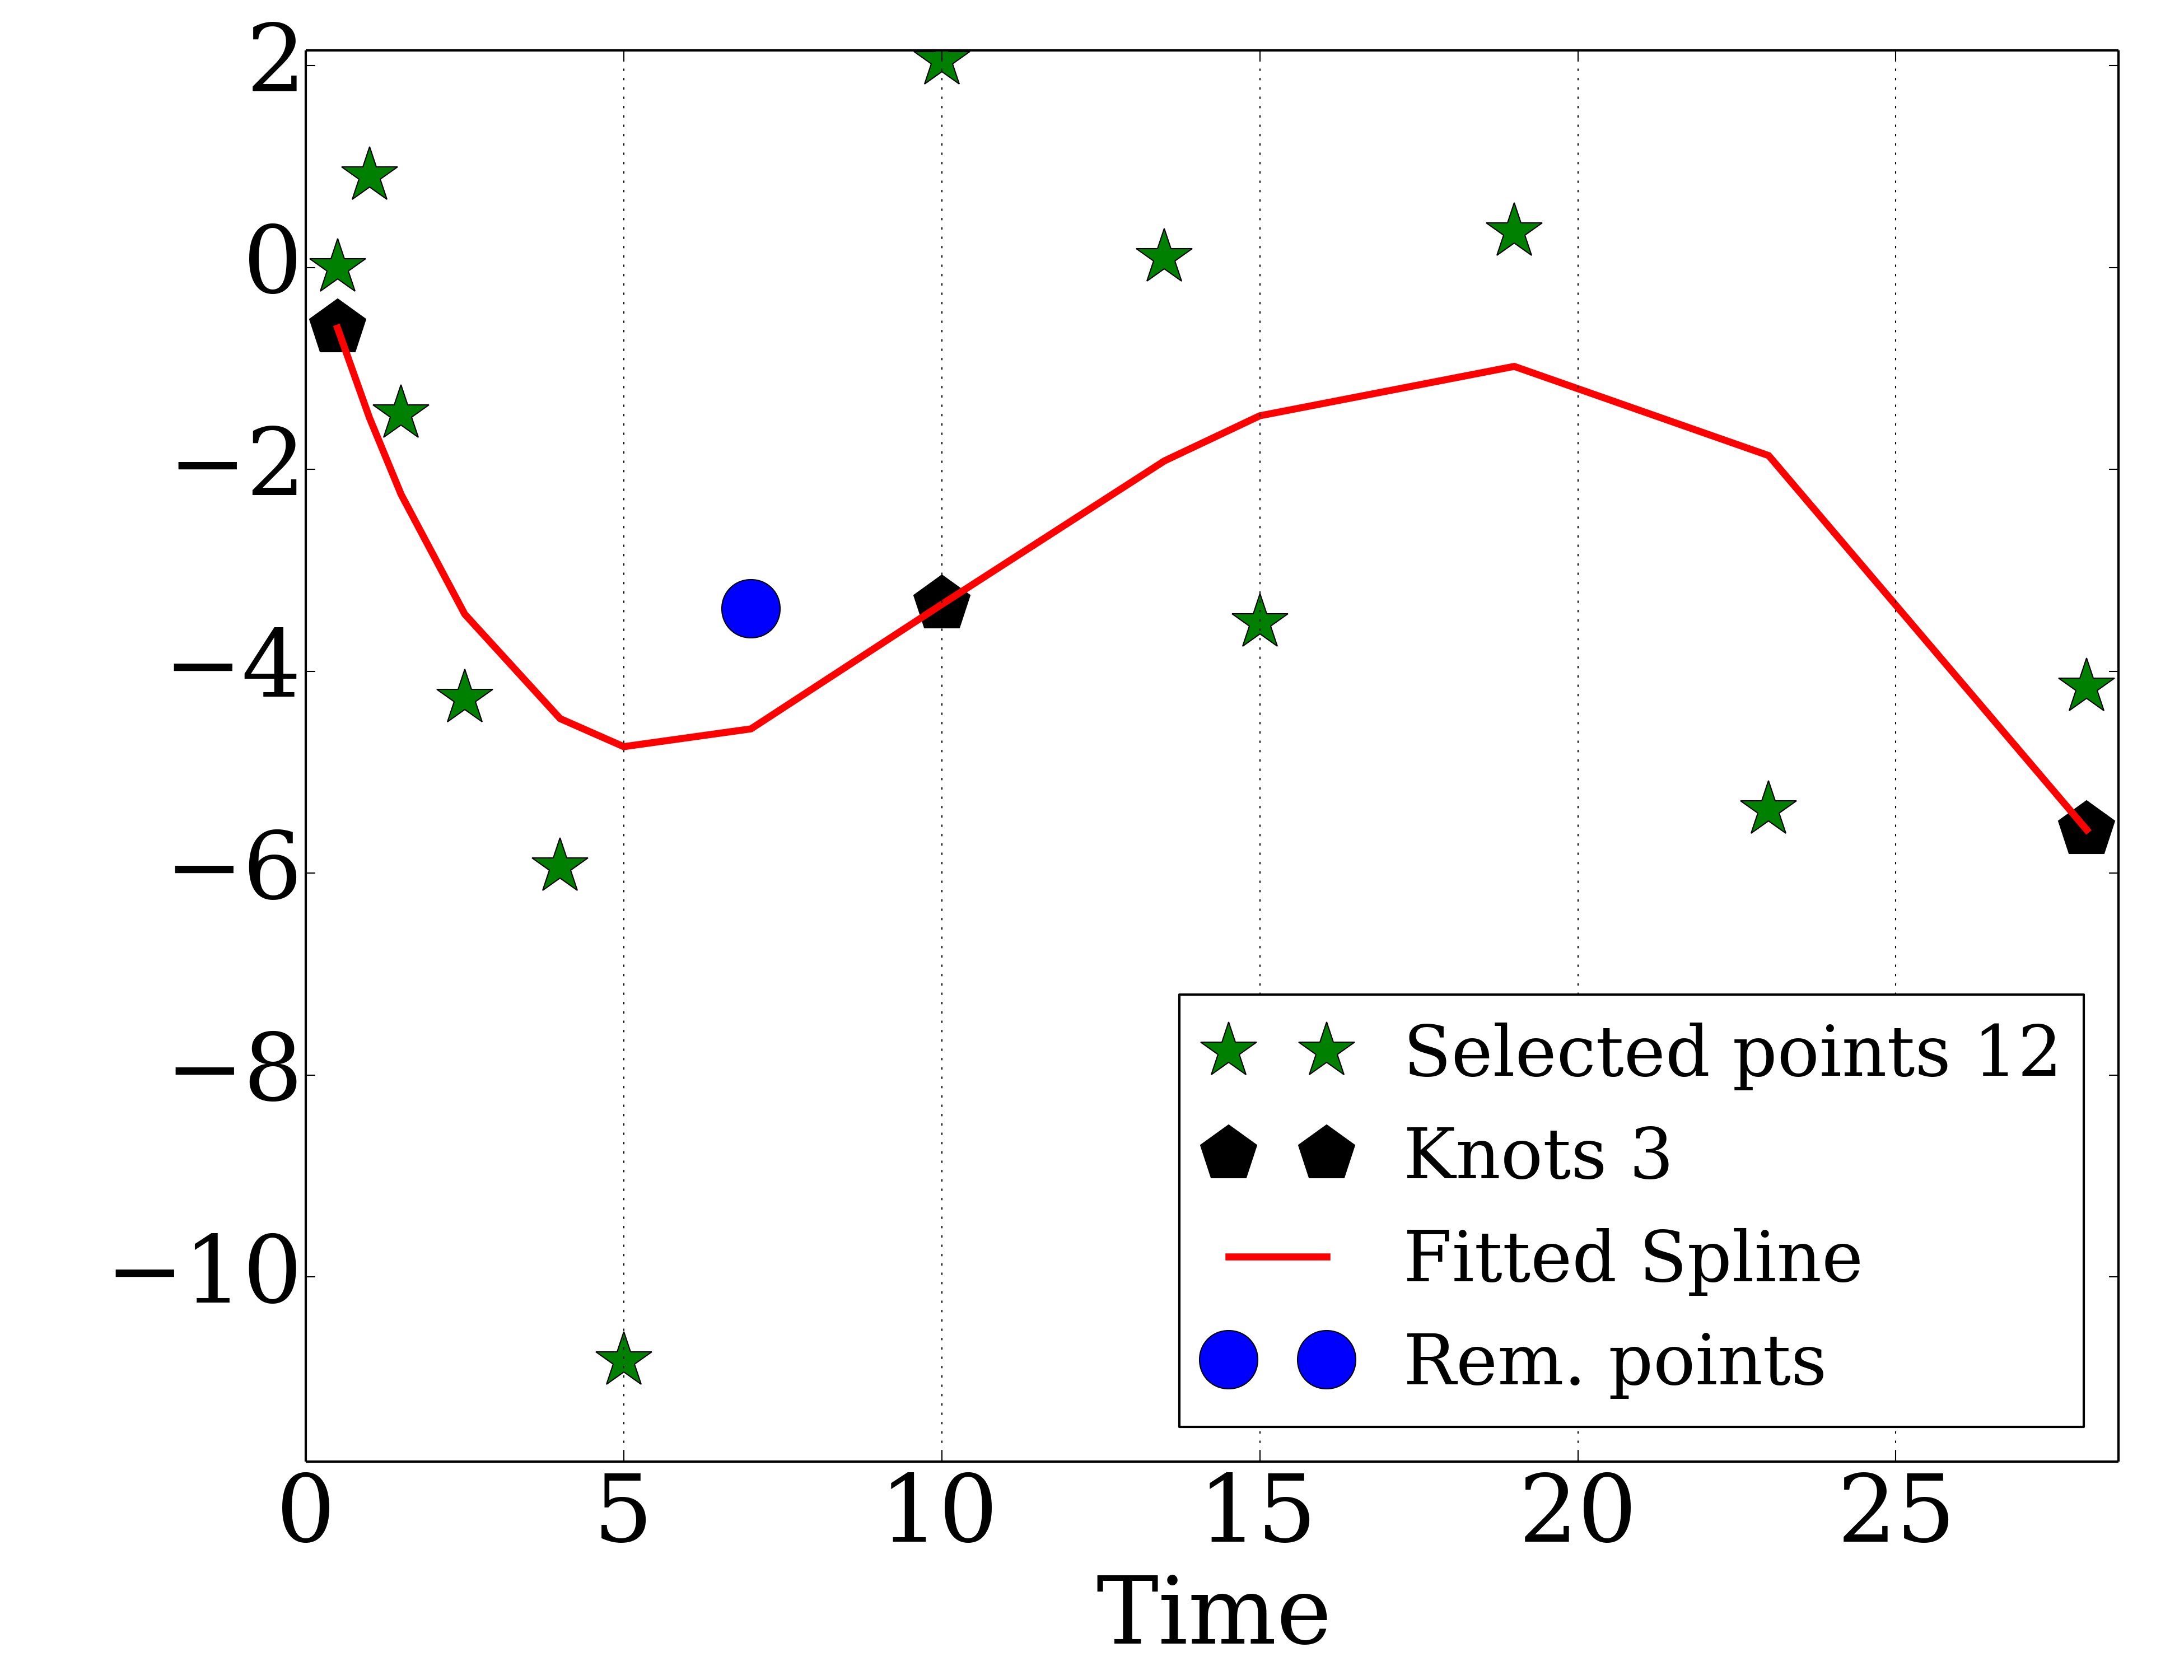 2
0
−2
−4
−6
−8
−10
0 5 10 15 20 25
Time
Selected points 12
Knots 3
Fitted Spline
Rem. points